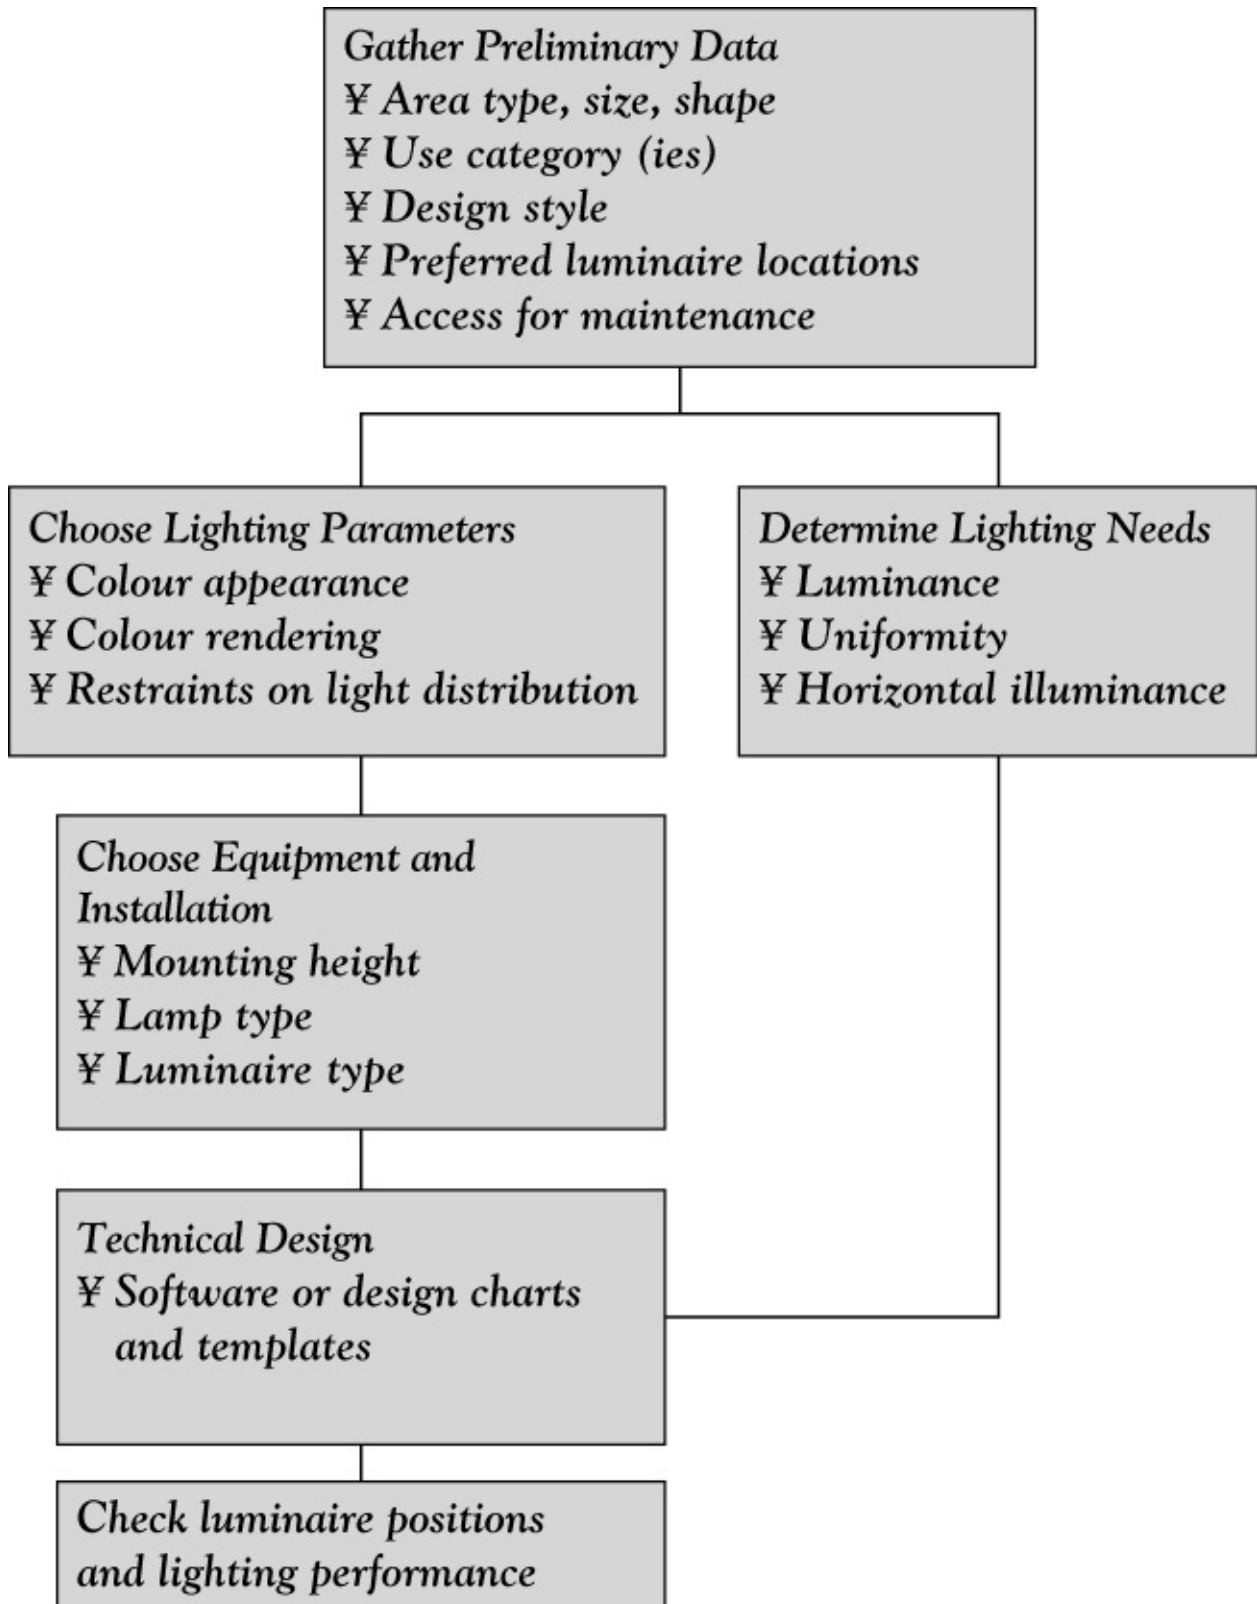 Gather Preliminary Data
¥ Area type, size, shape
¥ Use category (ies)
¥ Design style
¥ Preferred luminaire locations
¥ Access for maintenance
Choose Lighting Parameters
¥ Colour appearance
¥ Colour rendering
¥ Restraints on light distribution
Determine Lighting Needs
¥ Luminance
¥ Uniformity
¥ Horizontal illuminance
Choose Equipment and
Installation
¥ Mounting height
¥ Lamp type
¥ Luminaire type
Technical Design
¥ Software or design charts
and templates
Check luminaire positions
and lighting performance